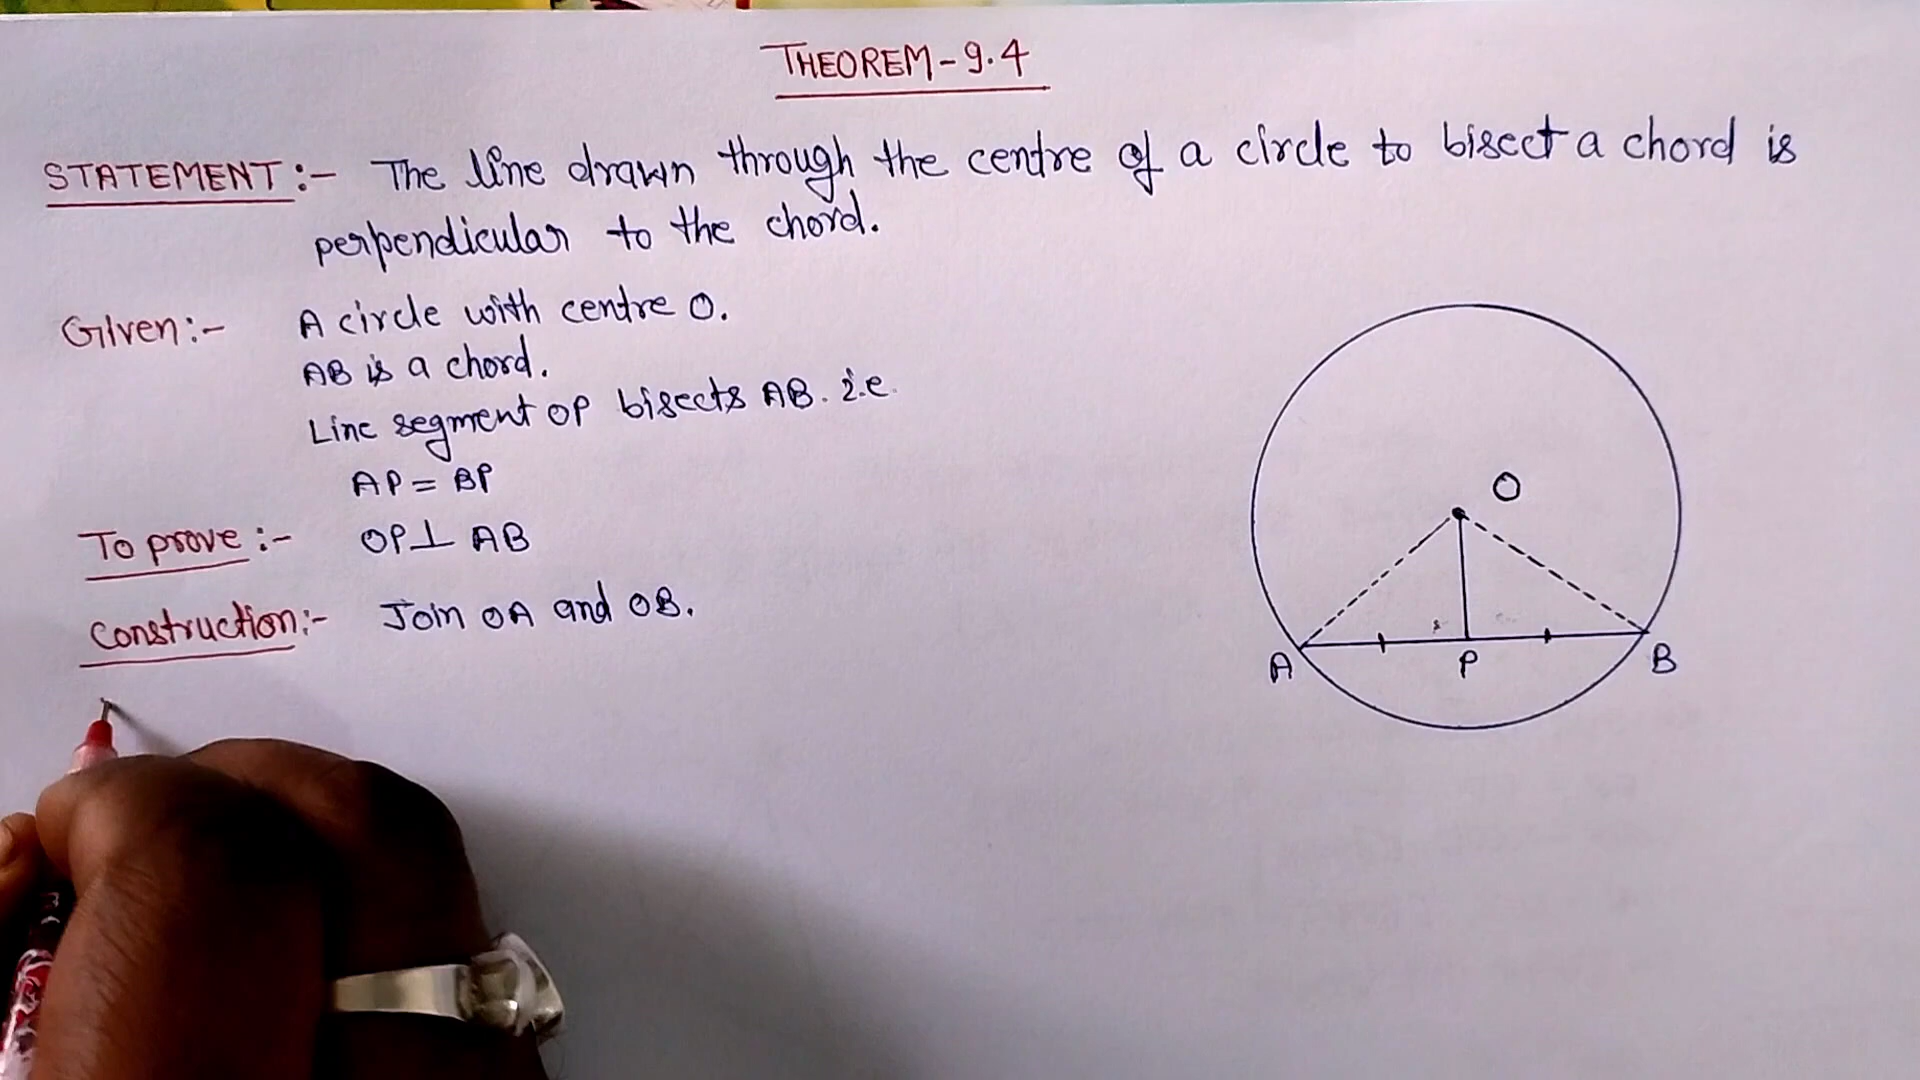 THEOREM-9.4
STATEMENT:- The line drawn through the centre of a circle to bisect a chord is
perpendicular to the chord.
Given:- A circle with centre O.
AB is a chord.
Line segment OP bisects AB. i.e.
AP = BP
To prove:- OP⊥ AB
Construction:- Join OA and OB.
O
A
P
B